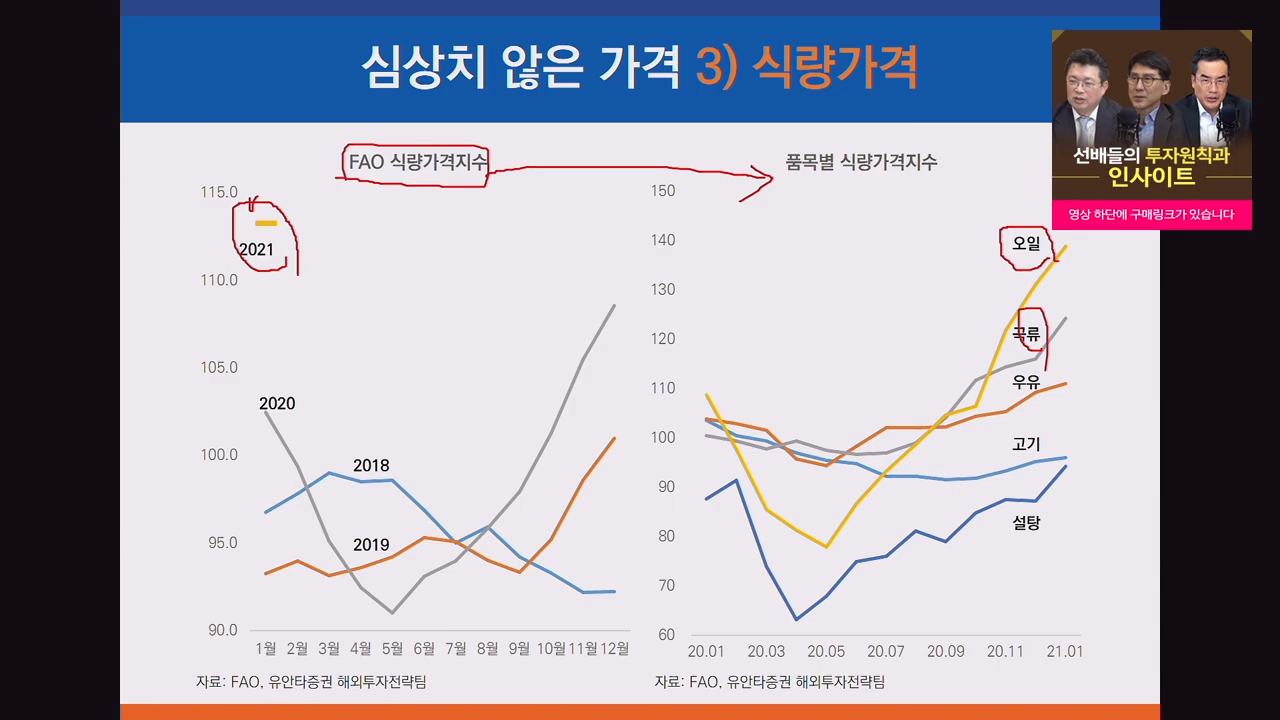 심상치 않은 가격 3) 식량가격
선배들의 투자원칙과
인사이트
영상 하단에 구매링크가 있습니다
FAO 식량가격지수
115.0
110.0
105.0
100.0
95.0
90.0
2021
2020
2018
2019
1월 2월 3월 4월 5월 6월 7월 8월 9월 10월 11월 12월
자료: FAO, 유안타증권 해외투자전략팀
품목별 식량가격지수
150
140
130
120
110
100
90
80
70
60
오일
곡류
우유
고기
설탕
20.01 20.03 20.05 20.07 20.09 20.11 21.01
자료: FAO, 유안타증권 해외투자전략팀